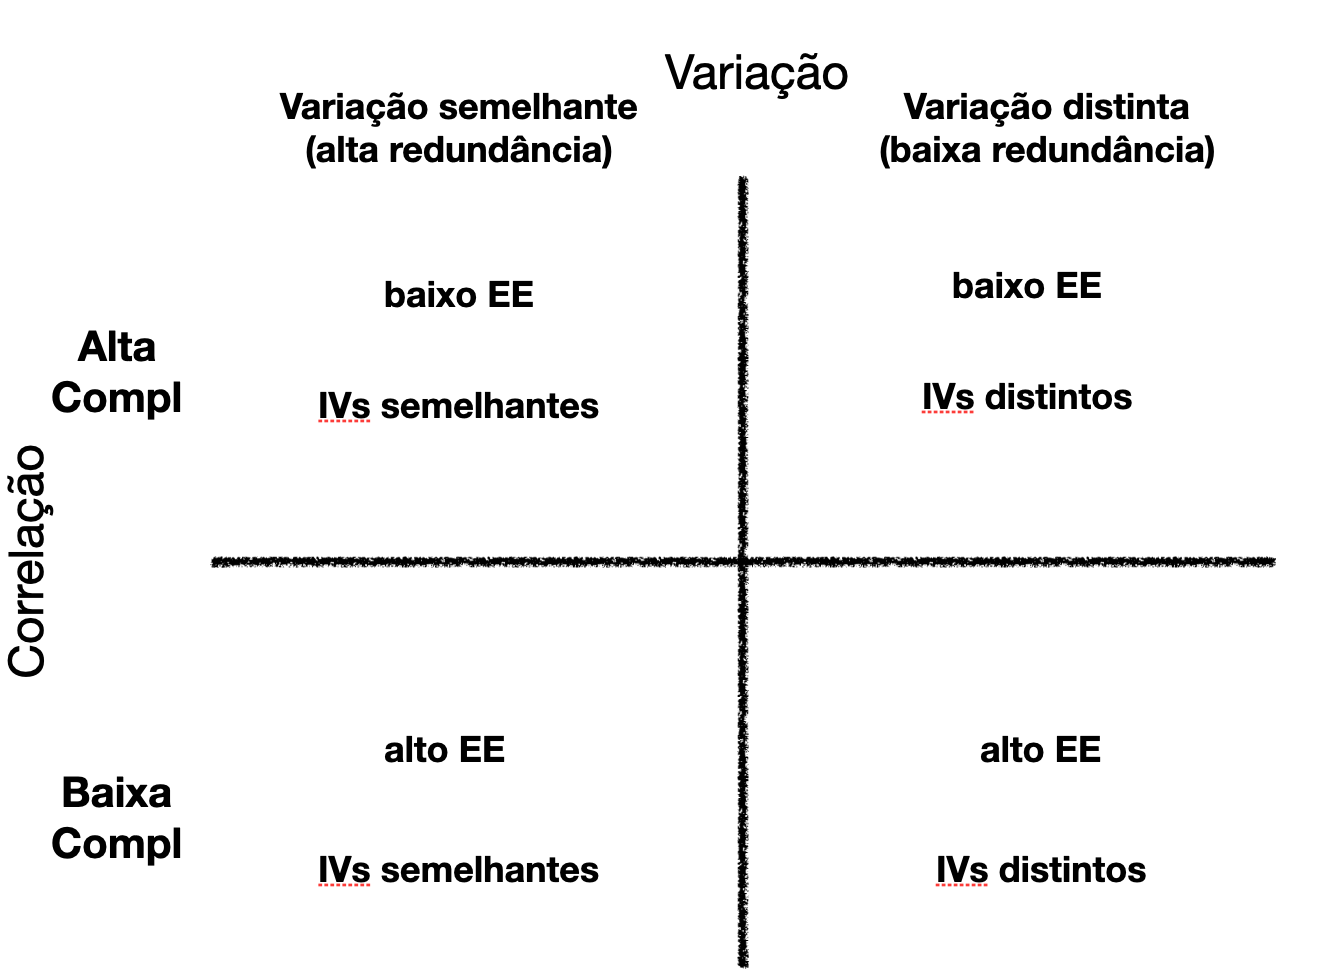 Variação
Variação semelhante
(alta redundância)
Variação distinta
(baixa redundância)
Correlação
Alta
Compl
baixo EE
IVs semelhantes
baixo EE
IVs distintos
Baixa
Compl
alto EE
IVs semelhantes
alto EE
IVs distintos